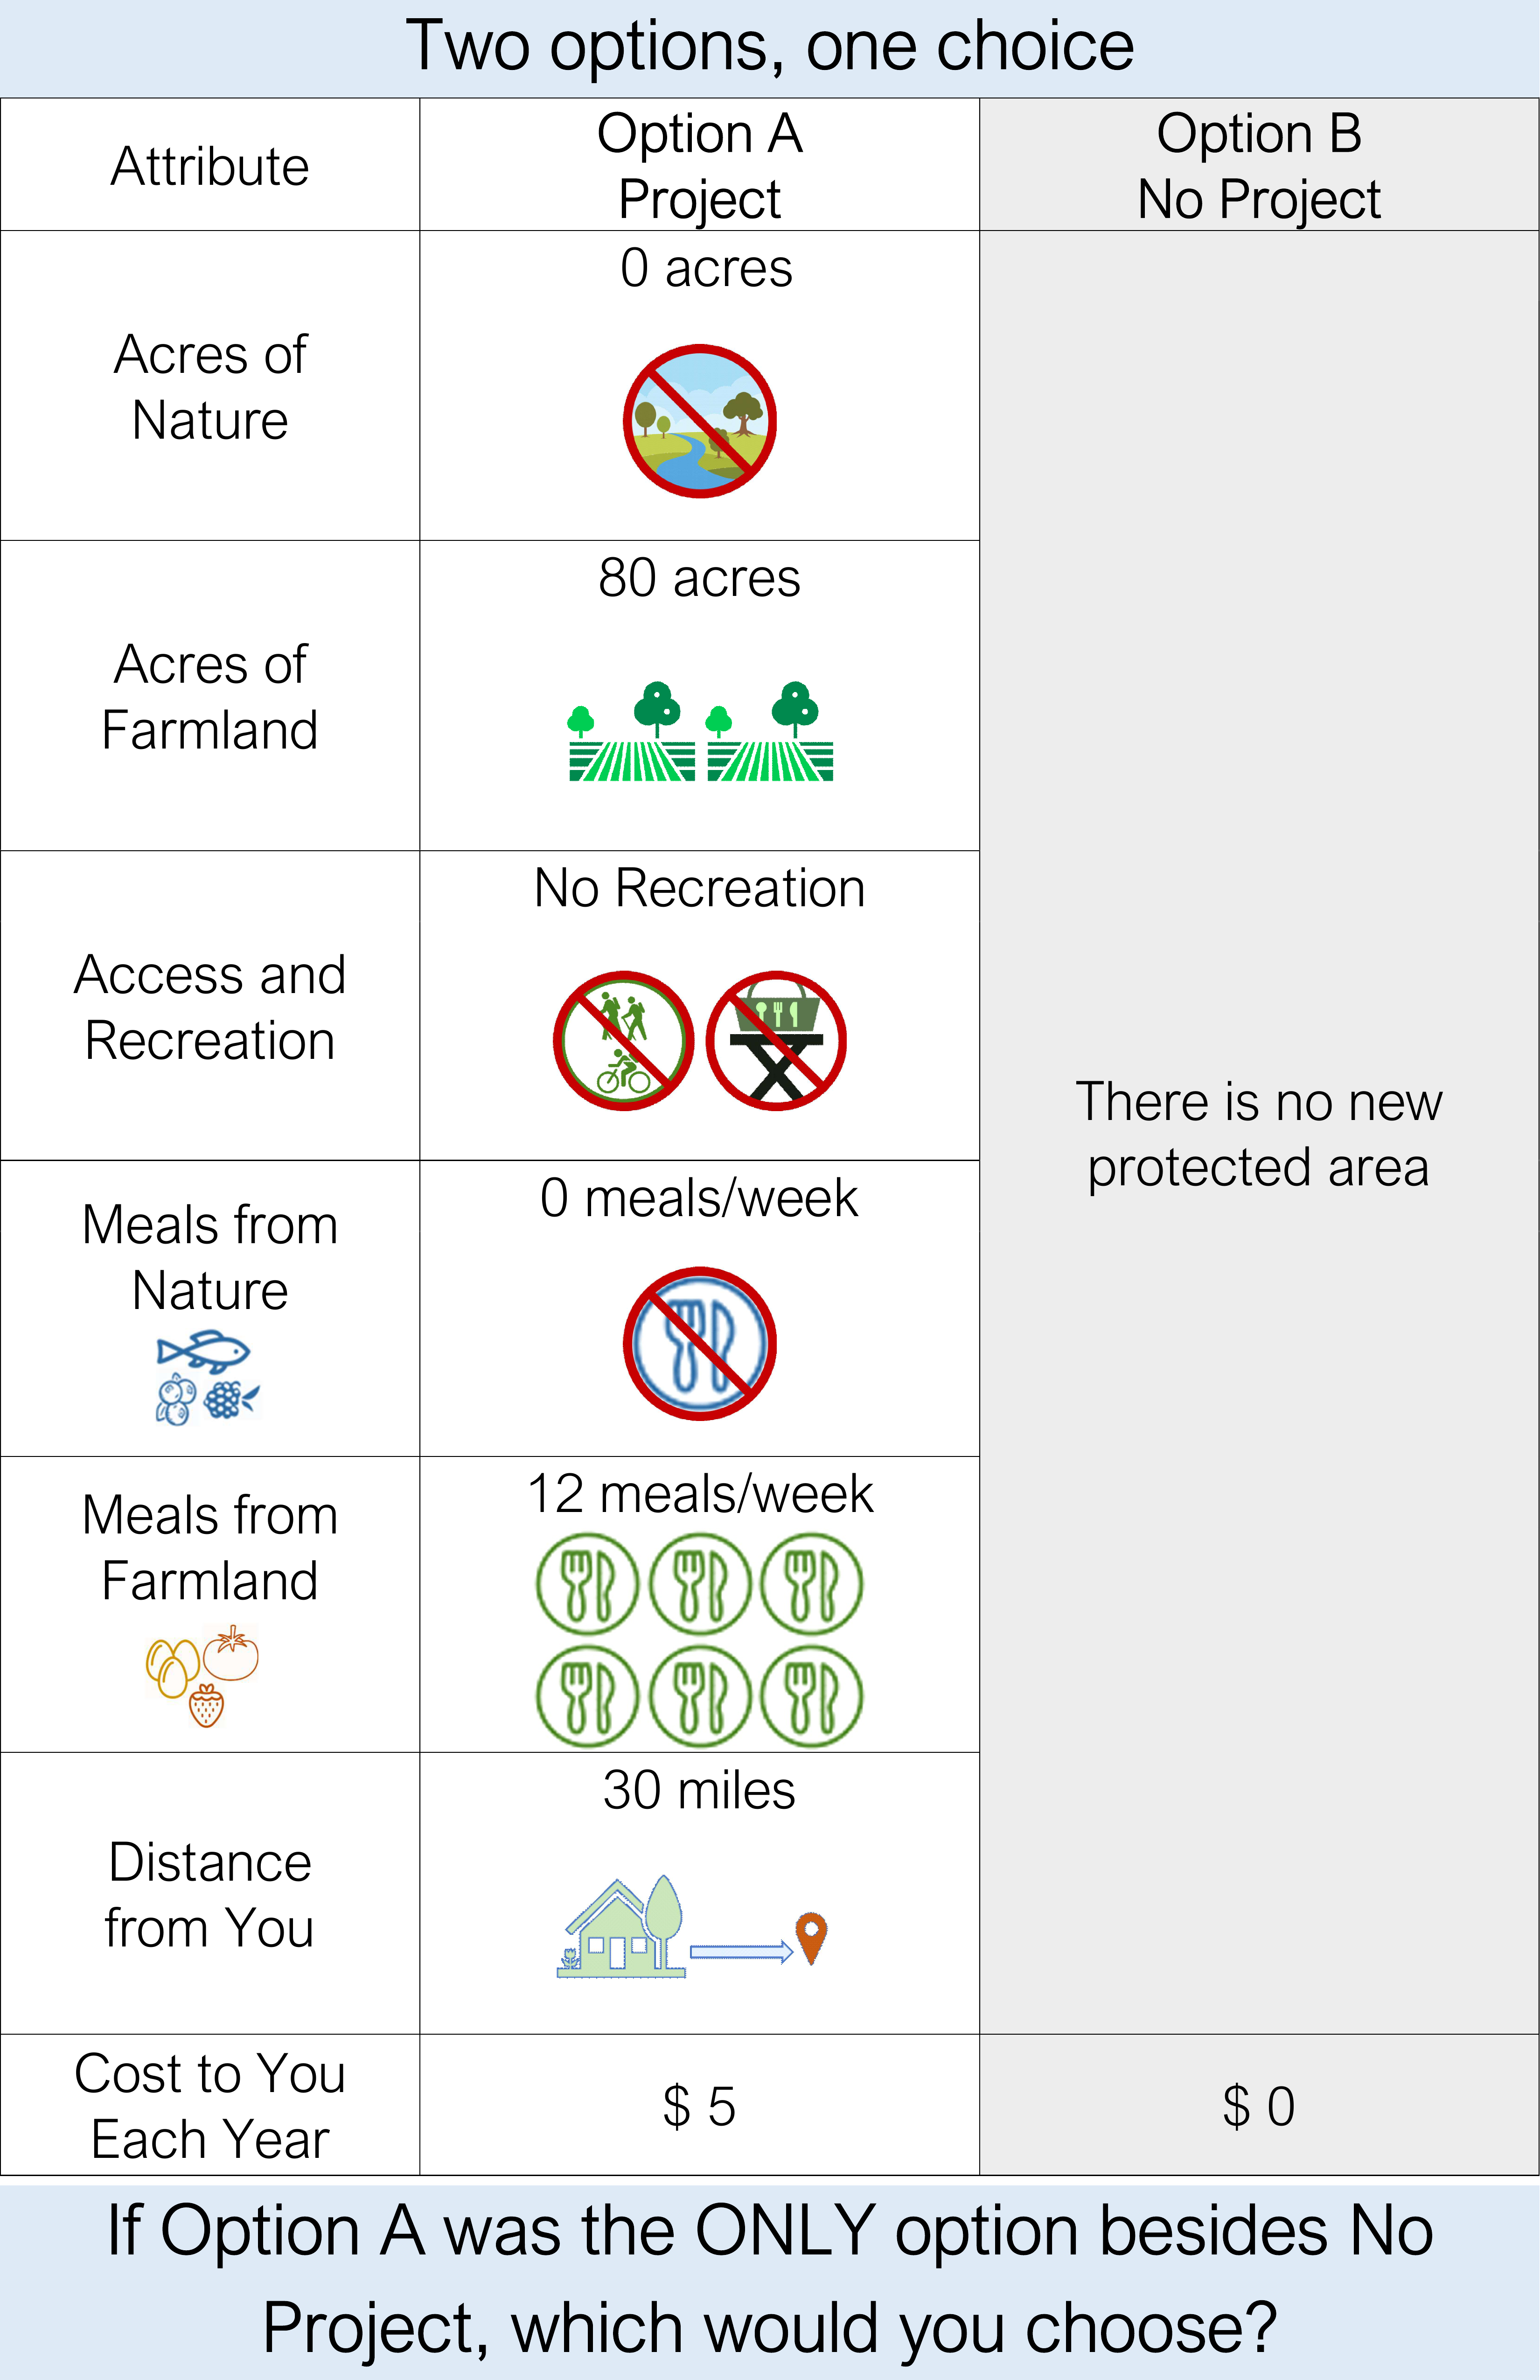 Two options, one choice
Attribute
Option A
Project
Option B
No Project
Acres of
Nature
0 acres
Acres of
Farmland
80 acres
Access and
Recreation
No Recreation
There is no new
protected area
Meals from
Nature
0 meals/week
Meals from
Farmland
12 meals/week
Distance
from You
30 miles
Cost to You
Each Year
$ 5
$ 0
If Option A was the ONLY option besides No
Project, which would you choose?